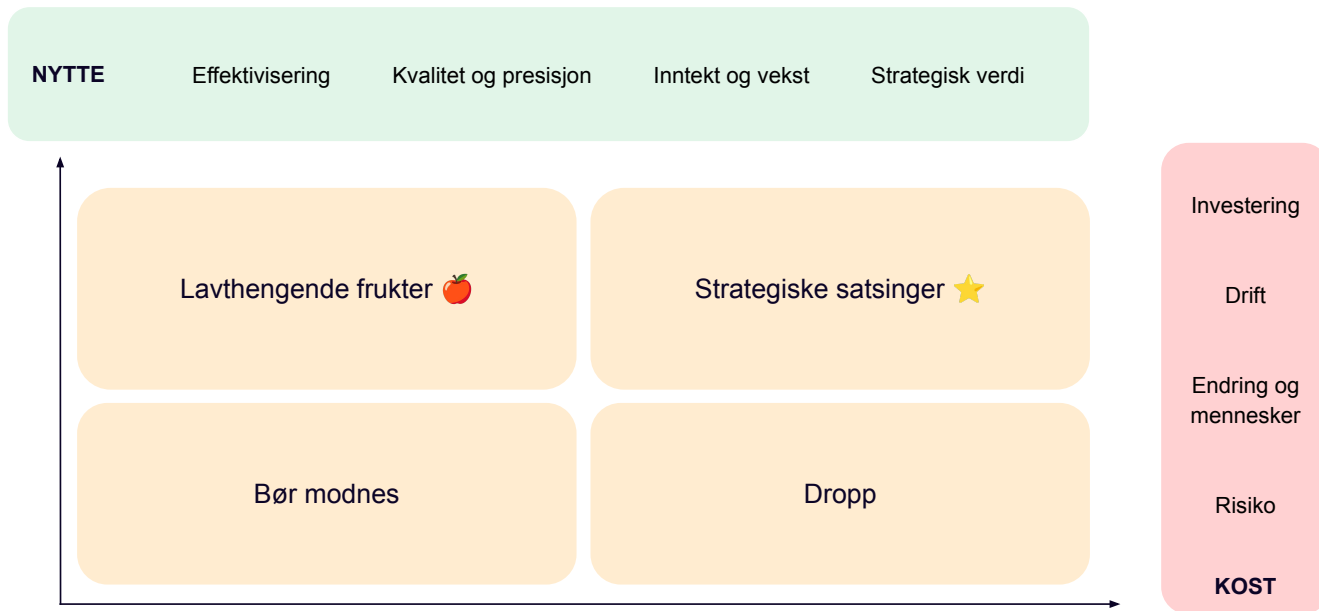 NYTTE Effektivisering Kvalitet og presisjon Inntekt og vekst Strategisk verdi
Lavthengende frukter 🍎 Strategiske satsinger ⭐
Bør modnes Dropp
Investering
Drift
Endring og
mennesker
Risiko
KOST